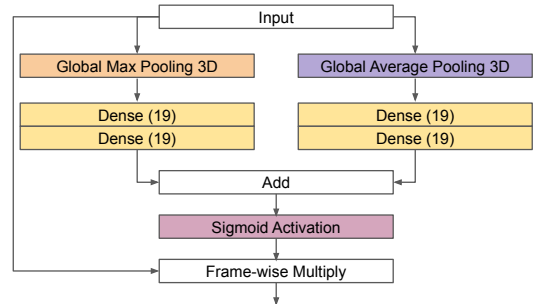 Input
Global Max Pooling 3D
Global Average Pooling 3D
Dense (19)
Dense (19)
Dense (19)
Dense (19)
Add
Sigmoid Activation
Frame-wise Multiply